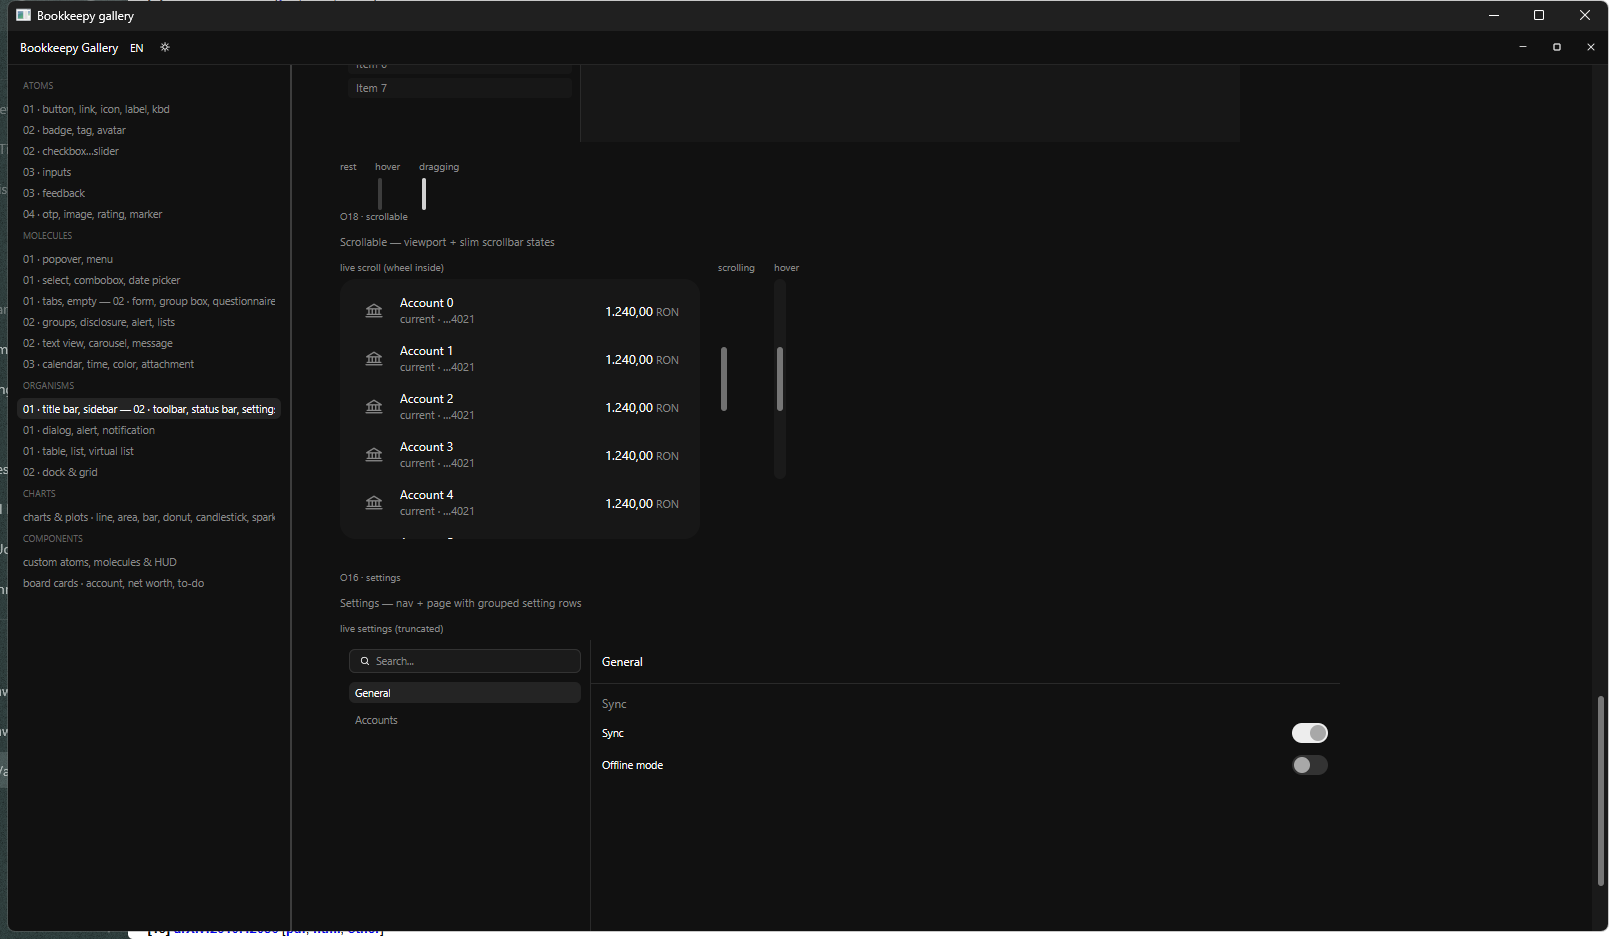 Bookkeepy gallery
Bookkeepy Gallery EN
ATOMS
01 · button, link, icon, label, kbd
02 · badge, tag, avatar
02 · checkbox...slider
03 · inputs
03 · feedback
04 · otp, image, rating, marker
MOLECULES
01 · popover, menu
01 · select, combobox, date picker
01 · tabs, empty — 02 · form, group box, questionnaire
02 · groups, disclosure, alert, lists
02 · text view, carousel, message
03 · calendar, time, color, attachment
ORGANISMS
01 · title bar, sidebar — 02 · toolbar, status bar, settings
01 · dialog, alert, notification
01 · table, list, virtual list
02 · dock & grid
CHARTS
charts & plots · line, area, bar, donut, candlestick, spark
COMPONENTS
custom atoms, molecules & HUD
board cards · account, net worth, to-do
Item 7
rest hover dragging
O18 · scrollable
Scrollable — viewport + slim scrollbar states
live scroll (wheel inside) scrolling hover
Account 0
current · ...4021
1.240,00 RON
Account 1
current · ...4021
1.240,00 RON
Account 2
current · ...4021
1.240,00 RON
Account 3
current · ...4021
1.240,00 RON
Account 4
current · ...4021
1.240,00 RON
O16 · settings
Settings — nav + page with grouped setting rows
live settings (truncated)
Search...
General
Accounts
General
Sync
Sync
Offline mode